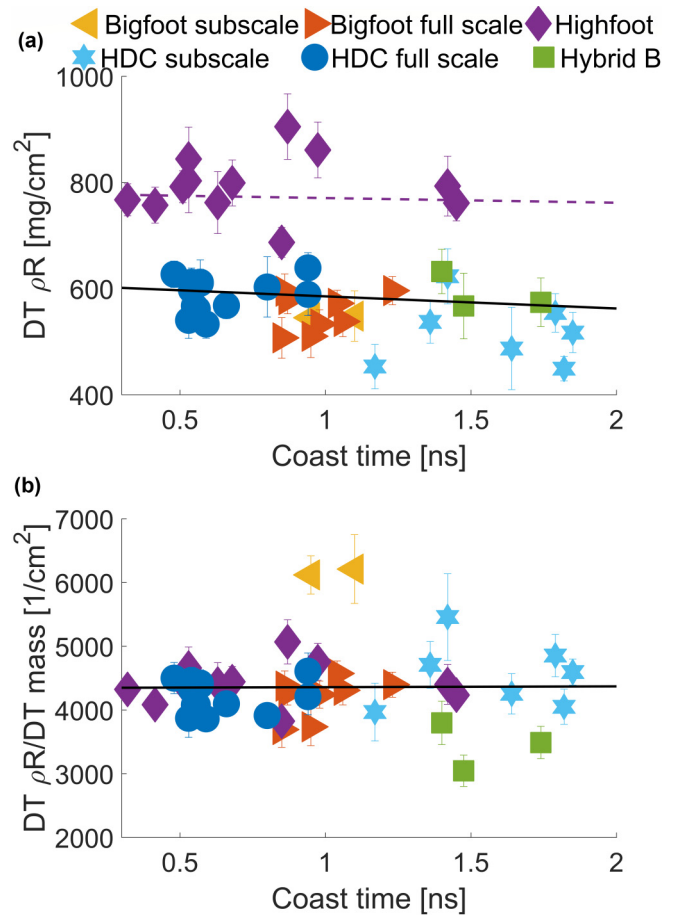 (a)
Bigfoot subscale Bigfoot full scale Highfoot
HDC subscale HDC full scale Hybrid B
1000
800
600
400
DT ρR [mg/cm²]
0.5 1 1.5 2
Coast time [ns]
(b)
7000
6000
5000
4000
3000
2000
DT ρR/DT mass [1/cm²]
0.5 1 1.5 2
Coast time [ns]